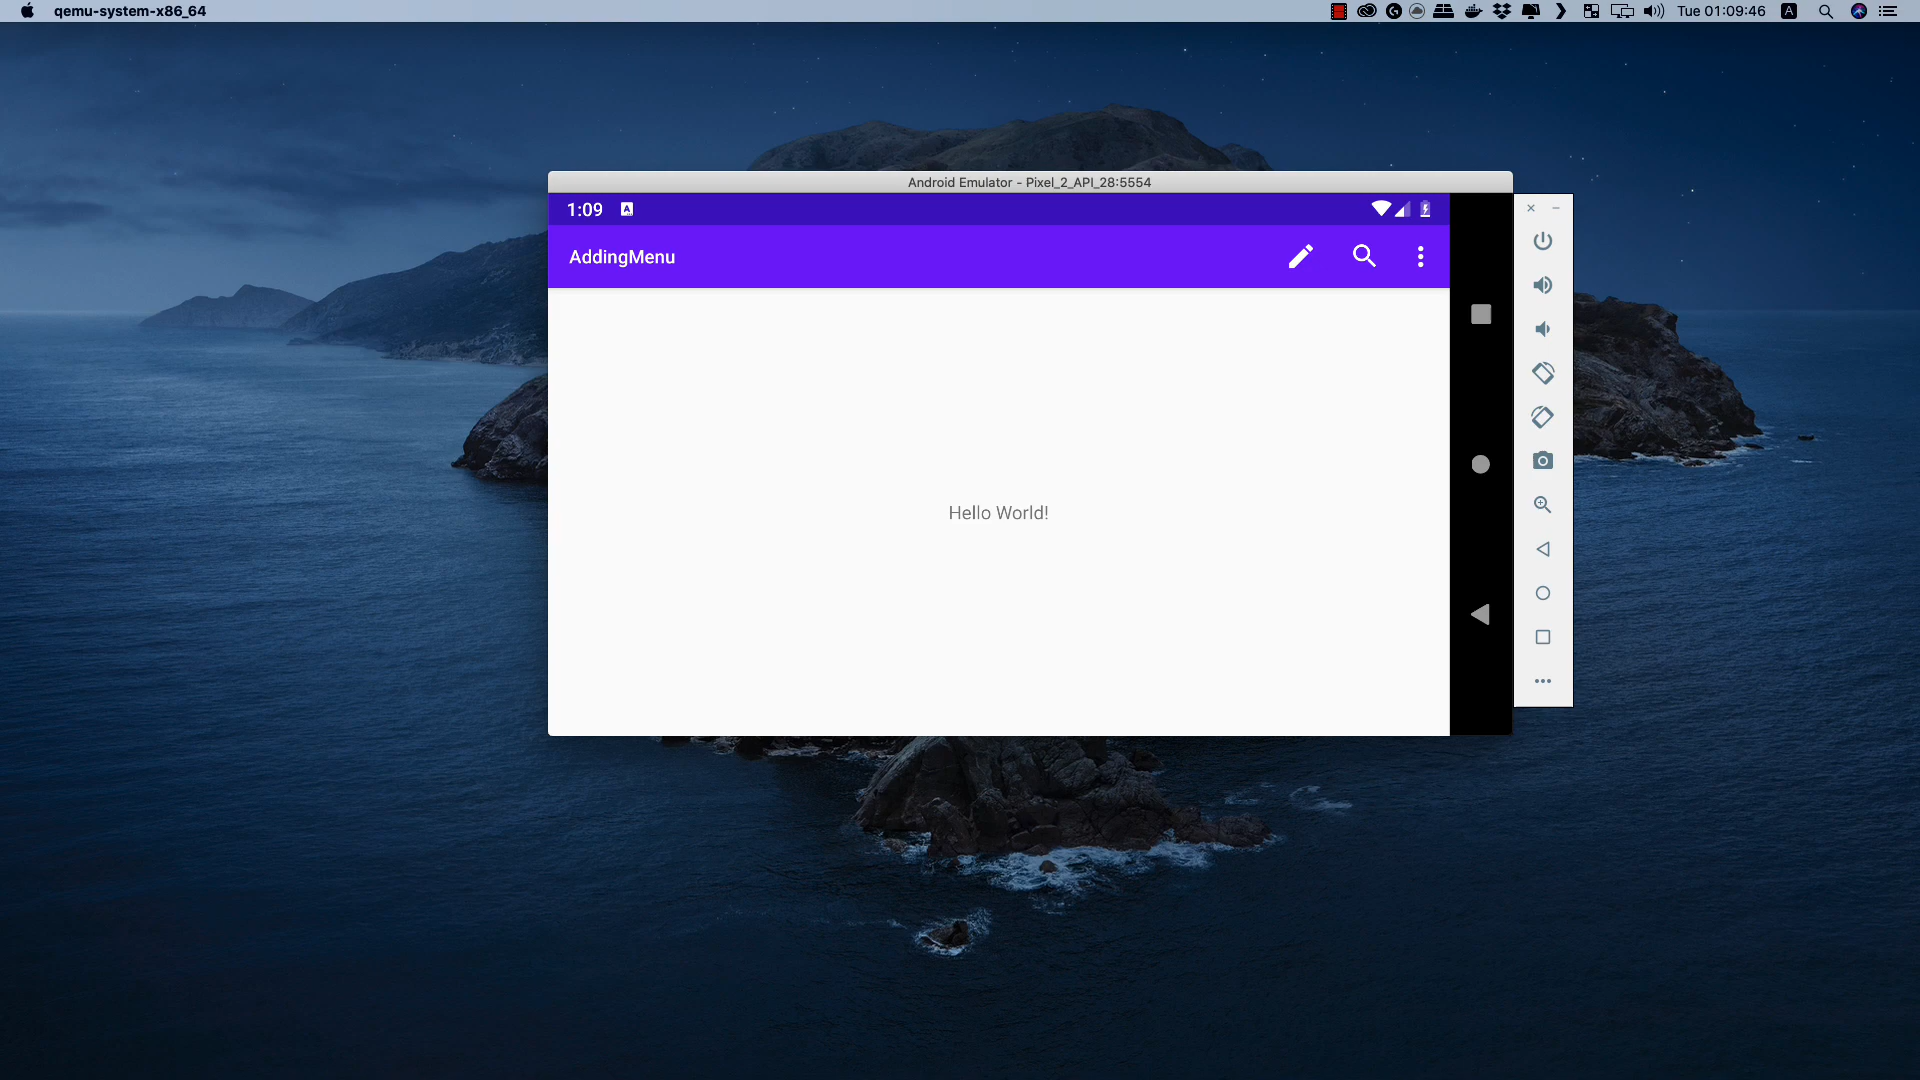 qemu-system-x86_64
Tue 01:09:46 A
Android Emulator - Pixel_2_API_28:5554
1:09 A
AddingMenu
Hello World!